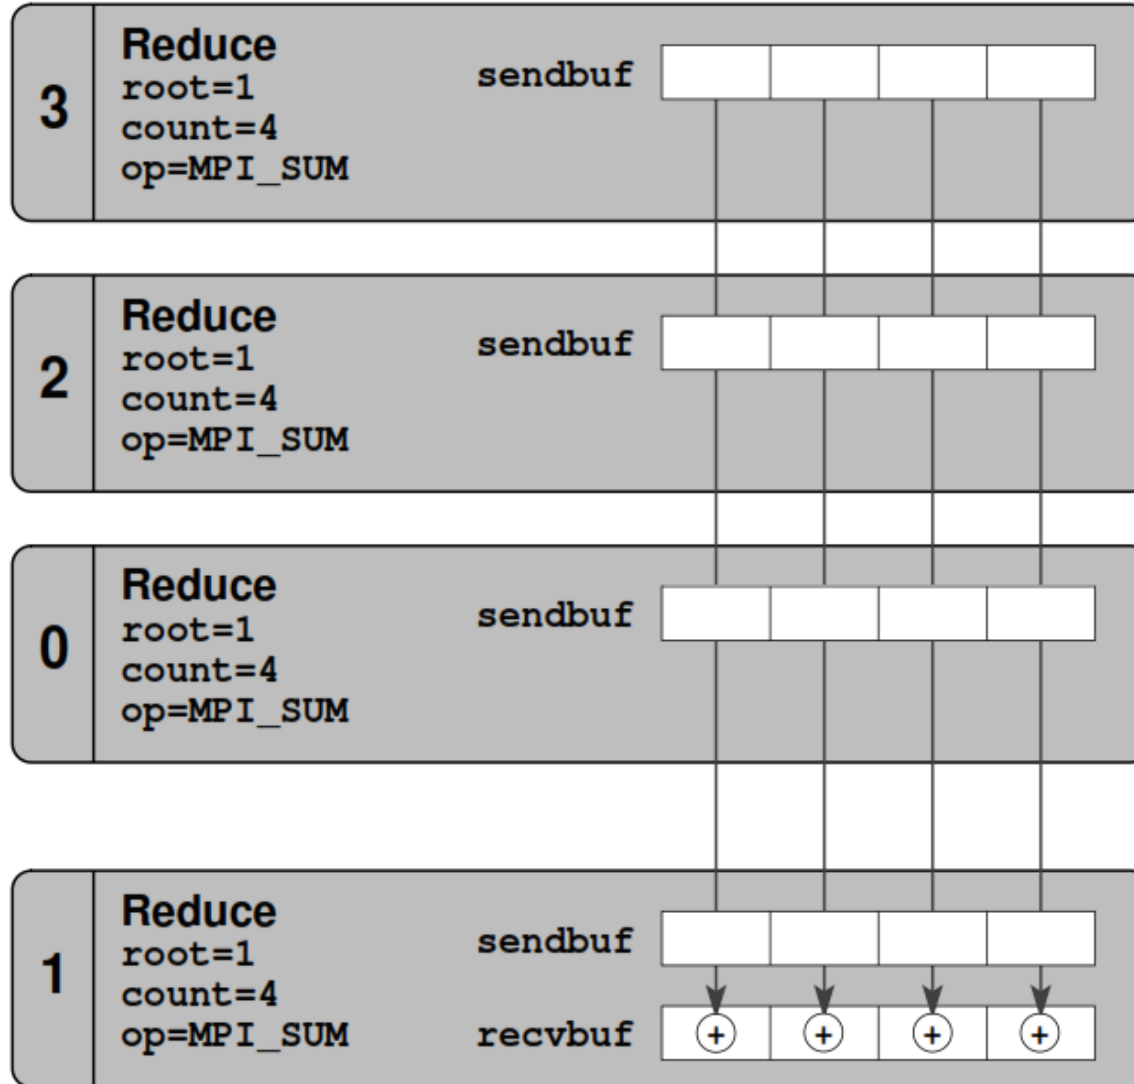 3
Reduce
root=1
count=4
op=MPI_SUM
sendbuf
2
Reduce
root=1
count=4
op=MPI_SUM
sendbuf
0
Reduce
root=1
count=4
op=MPI_SUM
sendbuf
1
Reduce
root=1
count=4
op=MPI_SUM
sendbuf
recvbuf + + + +